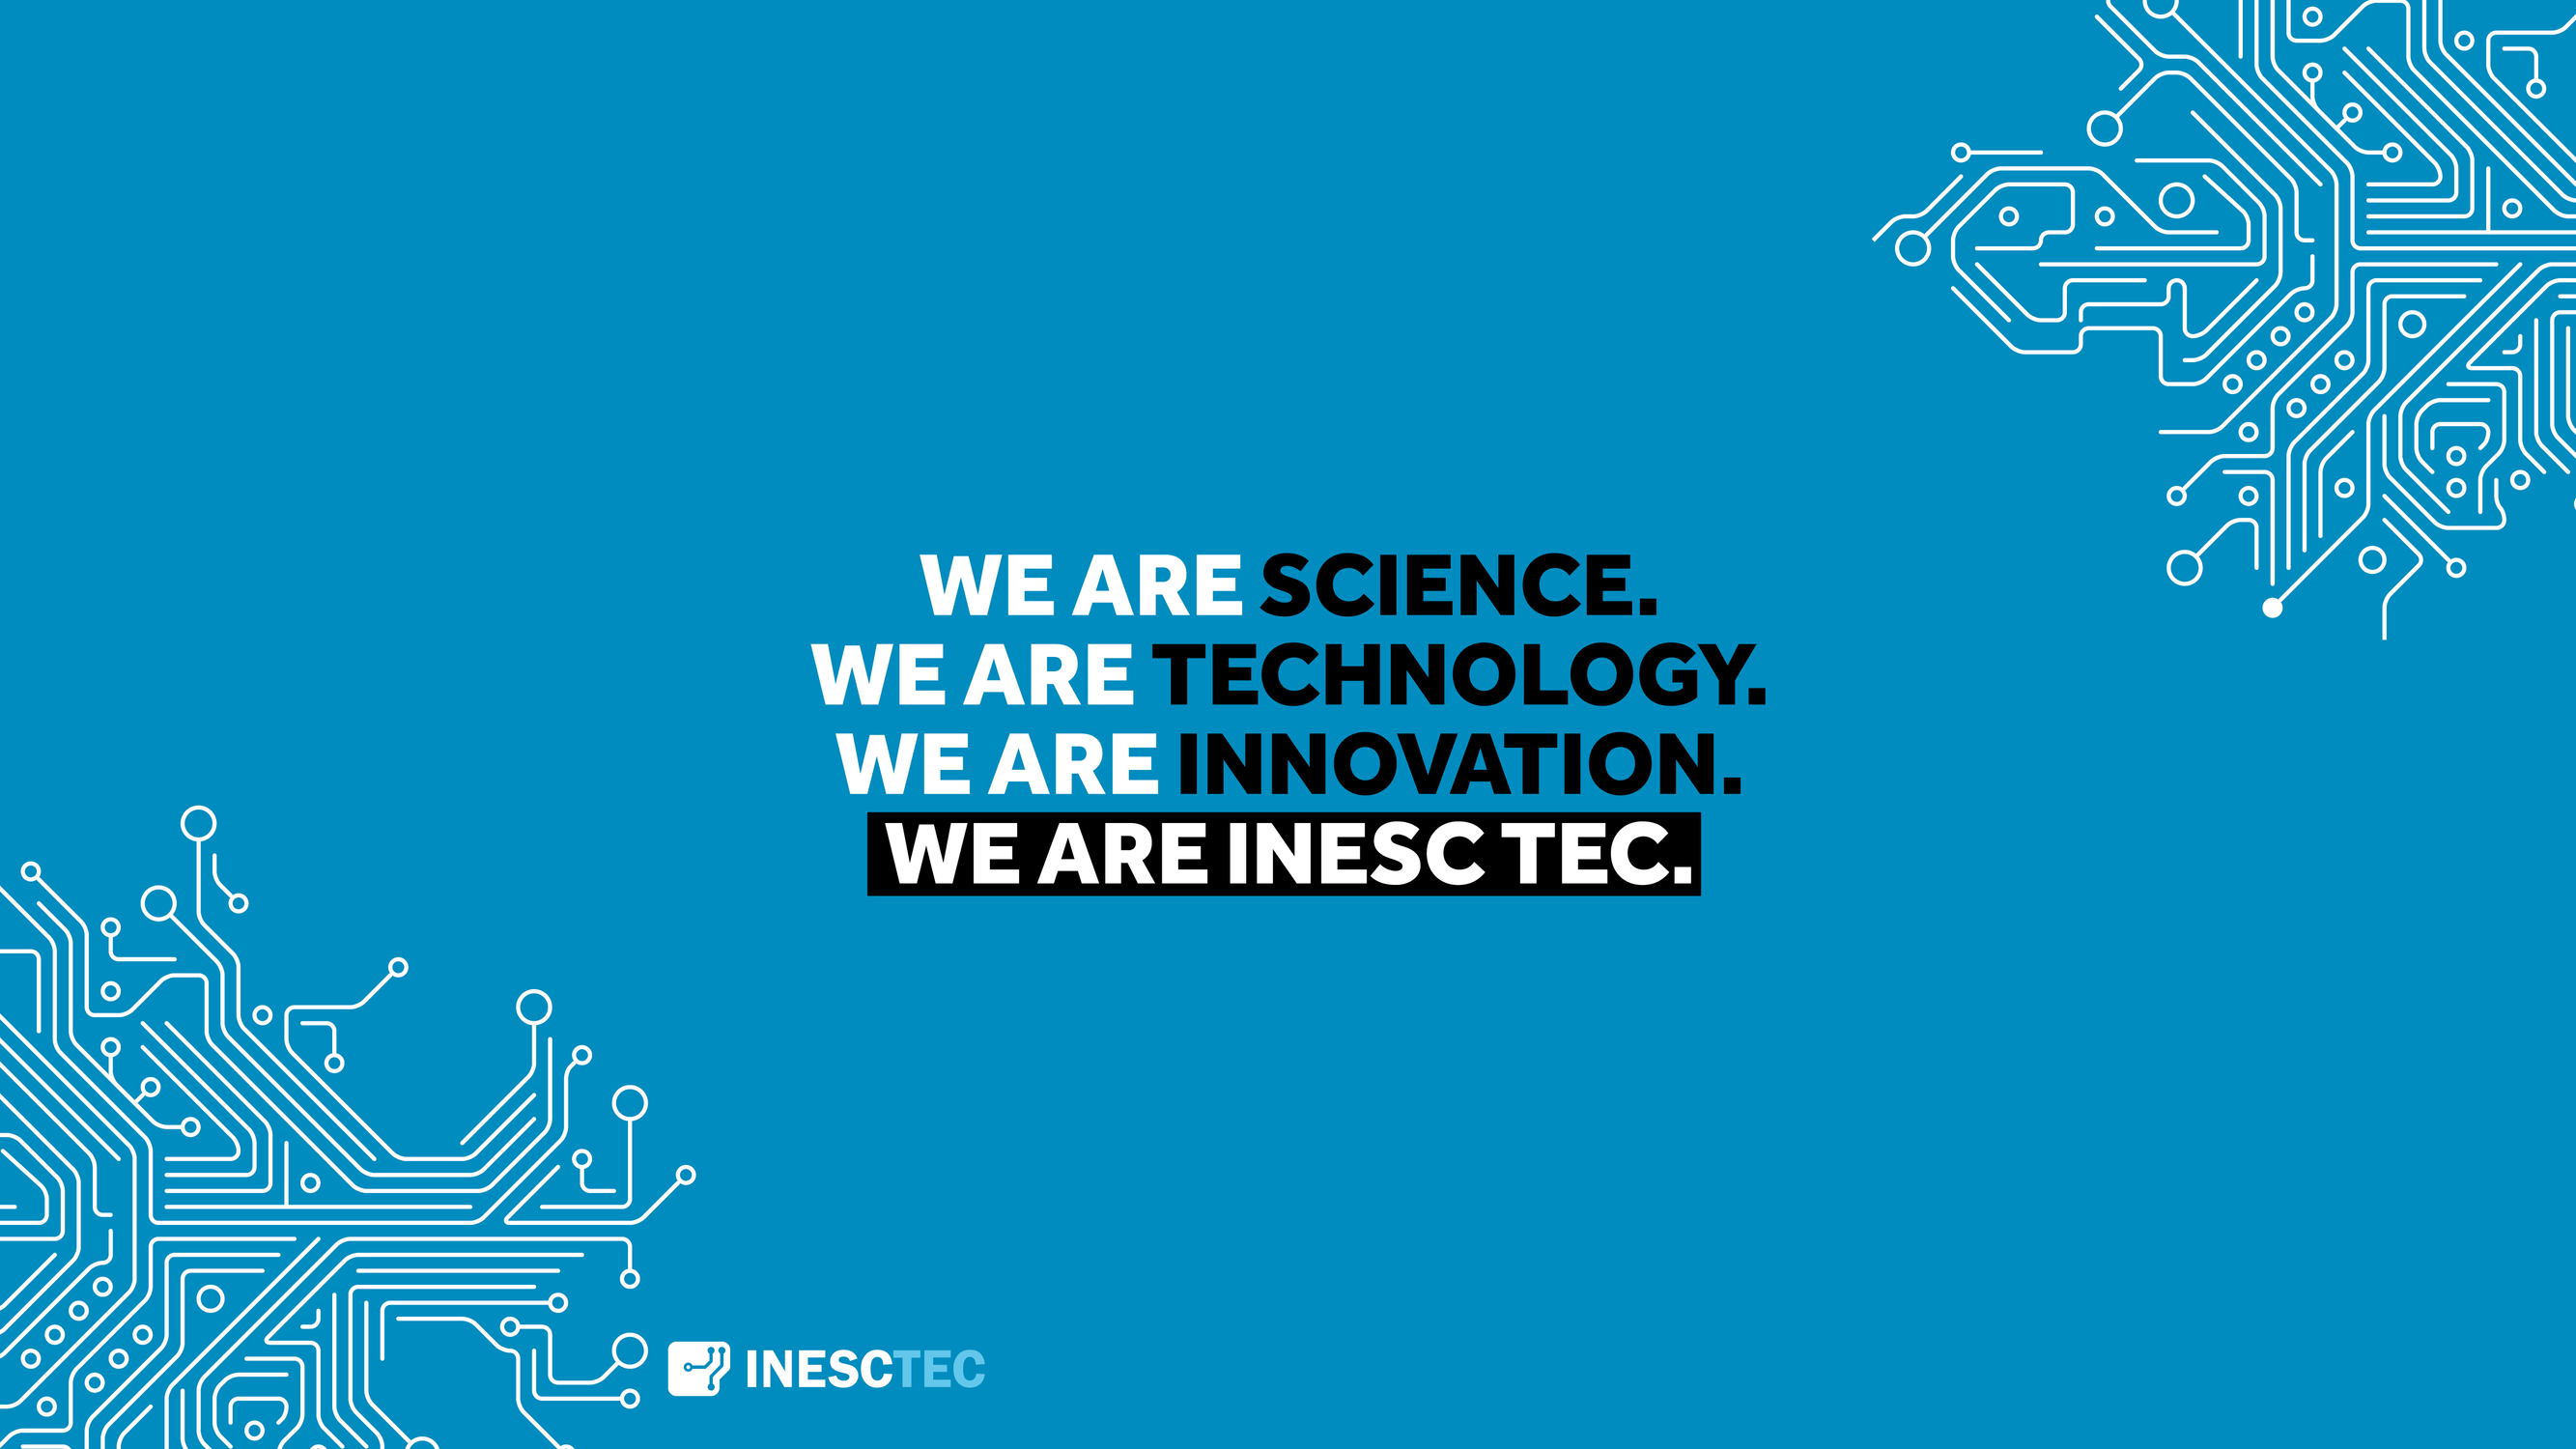 WE ARE SCIENCE.
WE ARE TECHNOLOGY.
WE ARE INNOVATION.
WE ARE INESC TEC.
INESCTEC